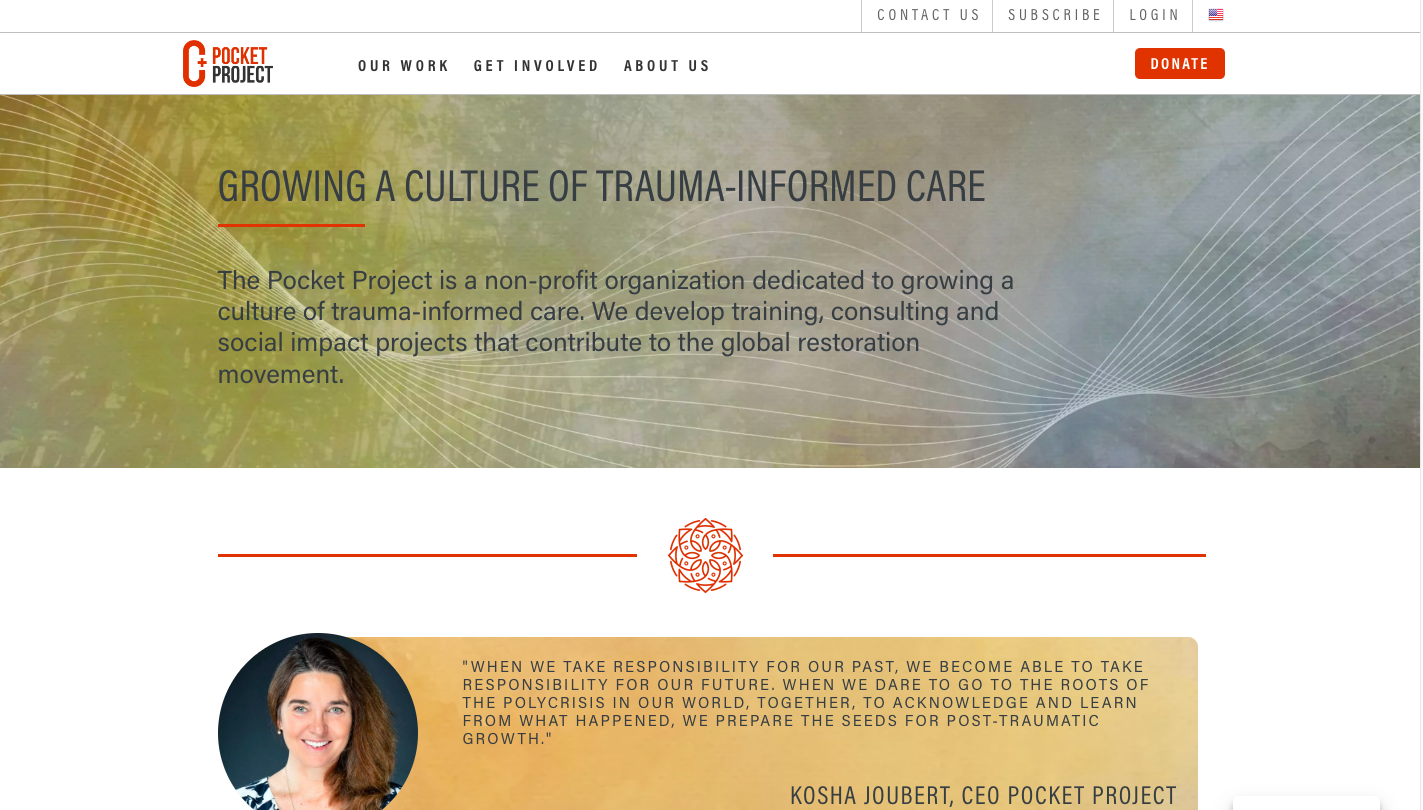 CONTACT US
SUBSCRIBE
LOGIN
POCKET
PROJECT
OUR WORK
GET INVOLVED
ABOUT US
DONATE
GROWING A CULTURE OF TRAUMA-INFORMED CARE
The Pocket Project is a non-profit organization dedicated to growing a
culture of trauma-informed care. We develop training, consulting and
social impact projects that contribute to the global restoration
movement.
"WHEN WE TAKE RESPONSIBILITY FOR OUR PAST, WE BECOME ABLE TO TAKE
RESPONSIBILITY FOR OUR FUTURE. WHEN WE DARE TO GO TO THE ROOTS OF
THE POLYCRISIS IN OUR WORLD, TOGETHER, TO ACKNOWLEDGE AND LEARN
FROM WHAT HAPPENED, WE PREPARE THE SEEDS FOR POST-TRAUMATIC
GROWTH."
KOSHA JOUBERT, CEO POCKET PROJECT